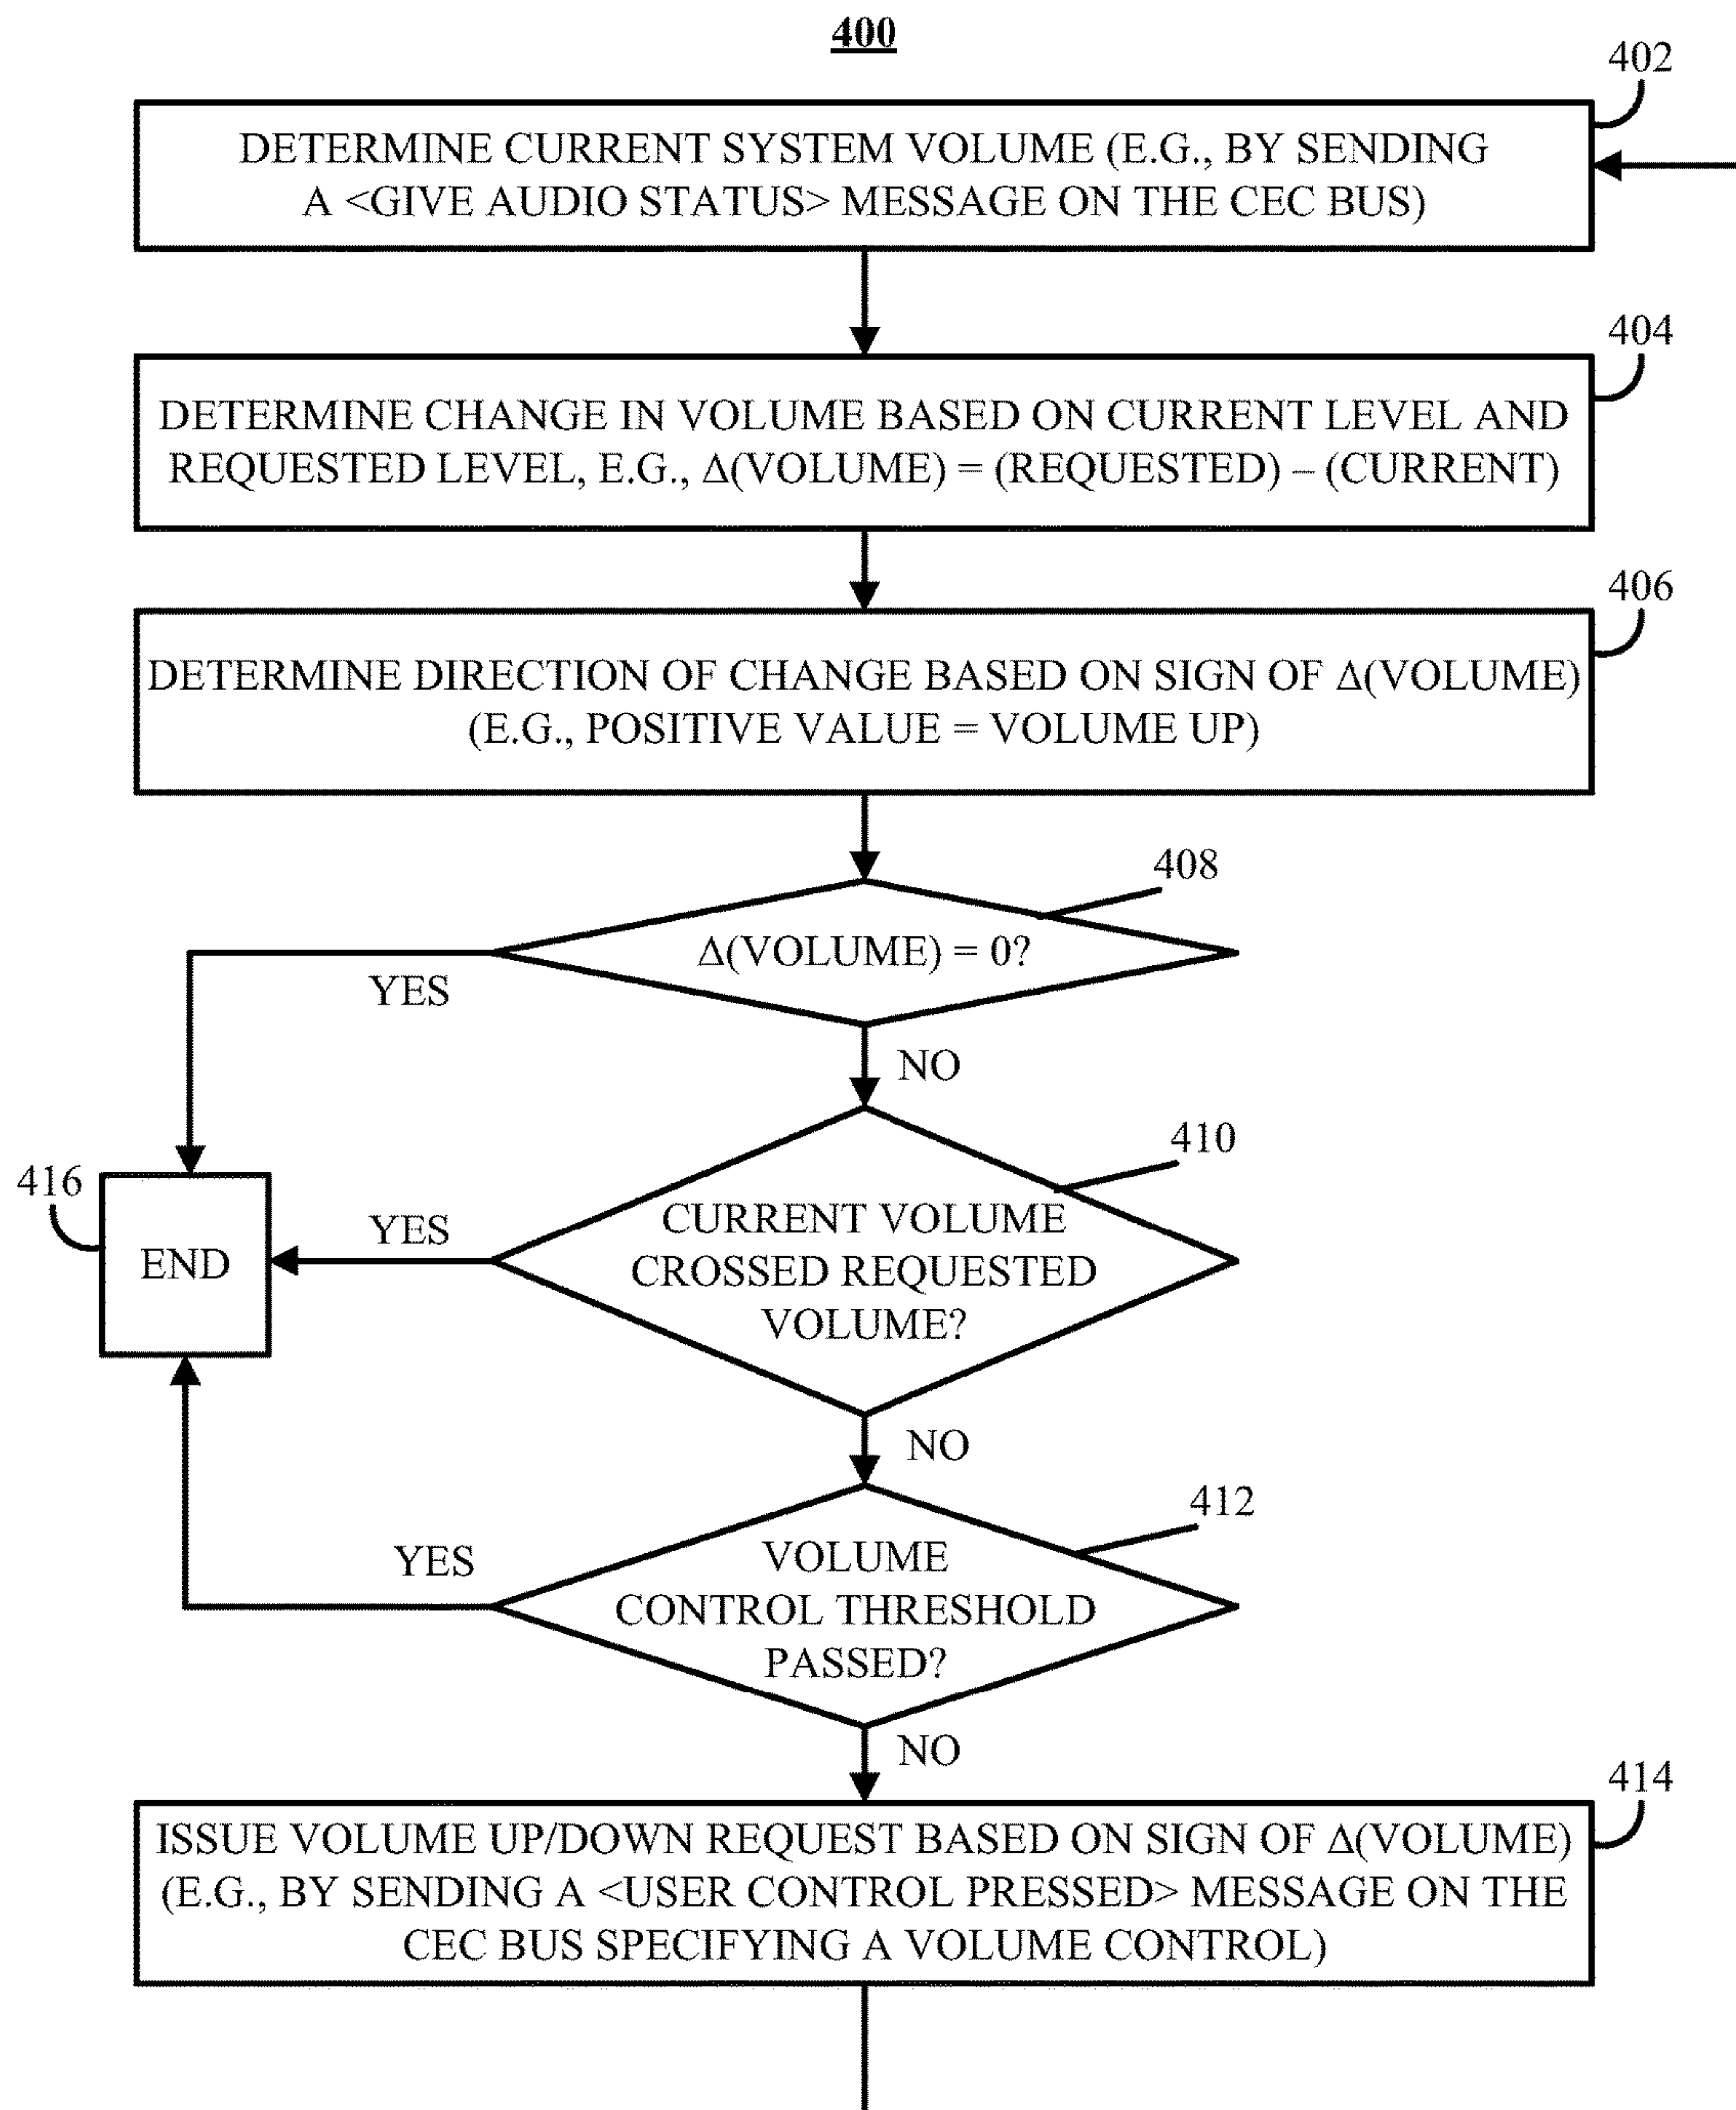 400
402
DETERMINE CURRENT SYSTEM VOLUME (E.G., BY SENDING
A <GIVE AUDIO STATUS> MESSAGE ON THE CEC BUS)
404
DETERMINE CHANGE IN VOLUME BASED ON CURRENT LEVEL AND
REQUESTED LEVEL, E.G., Δ(VOLUME) = (REQUESTED) – (CURRENT)
406
DETERMINE DIRECTION OF CHANGE BASED ON SIGN OF Δ(VOLUME)
(E.G., POSITIVE VALUE = VOLUME UP)
408
Δ(VOLUME) = 0?
YES
NO
410
CURRENT VOLUME
CROSSED REQUESTED
VOLUME?
YES
416
END
NO
412
VOLUME
CONTROL THRESHOLD
PASSED?
YES
NO
414
ISSUE VOLUME UP/DOWN REQUEST BASED ON SIGN OF Δ(VOLUME)
(E.G., BY SENDING A <USER CONTROL PRESSED> MESSAGE ON THE
CEC BUS SPECIFYING A VOLUME CONTROL)